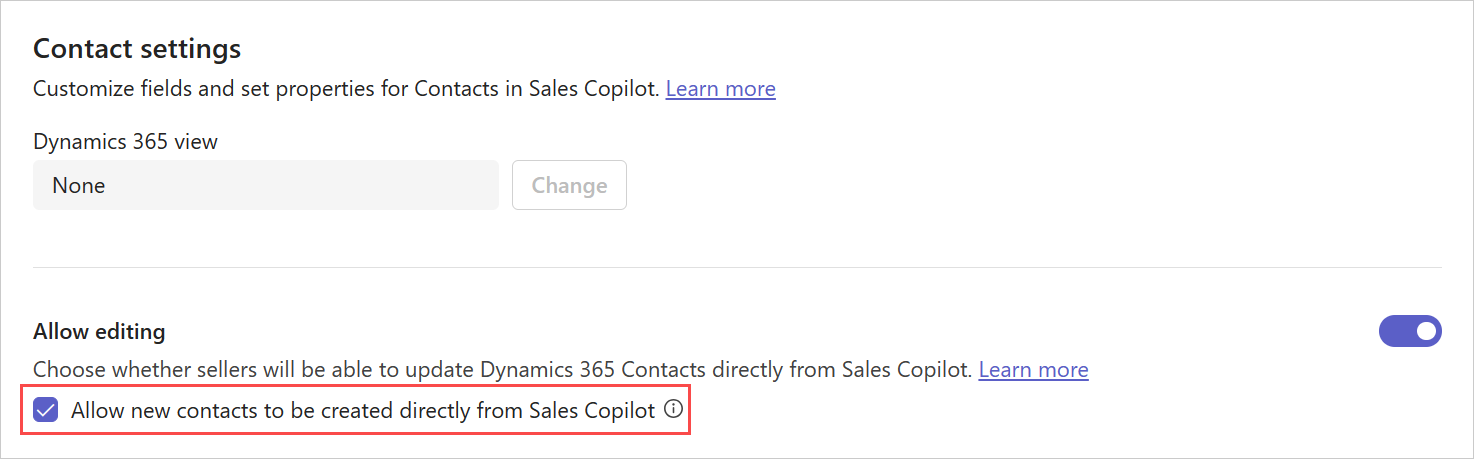 Contact settings
Customize fields and set properties for Contacts in Sales Copilot. Learn more
Dynamics 365 view
None
Change
Allow editing
Choose whether sellers will be able to update Dynamics 365 Contacts directly from Sales Copilot. Learn more
Allow new contacts to be created directly from Sales Copilot